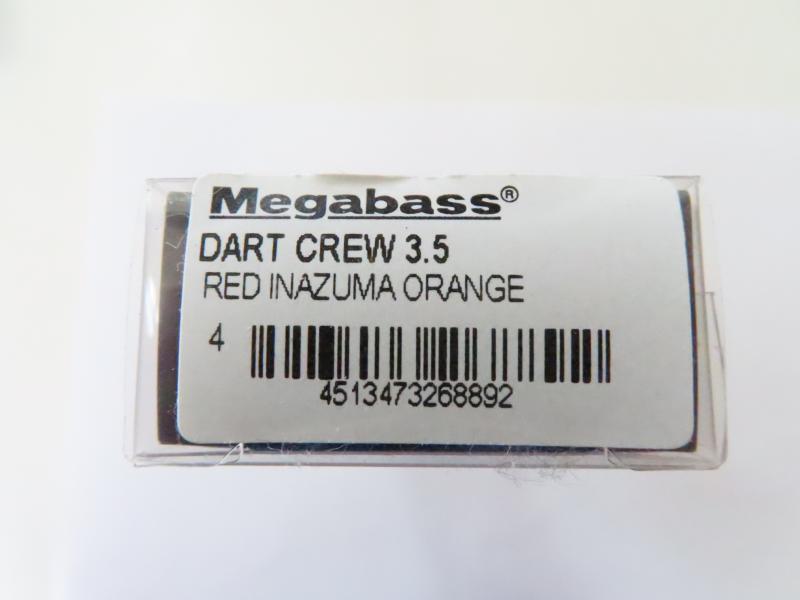 Megabass®
DART CREW 3.5
RED INAZUMA ORANGE
4
4513473268892